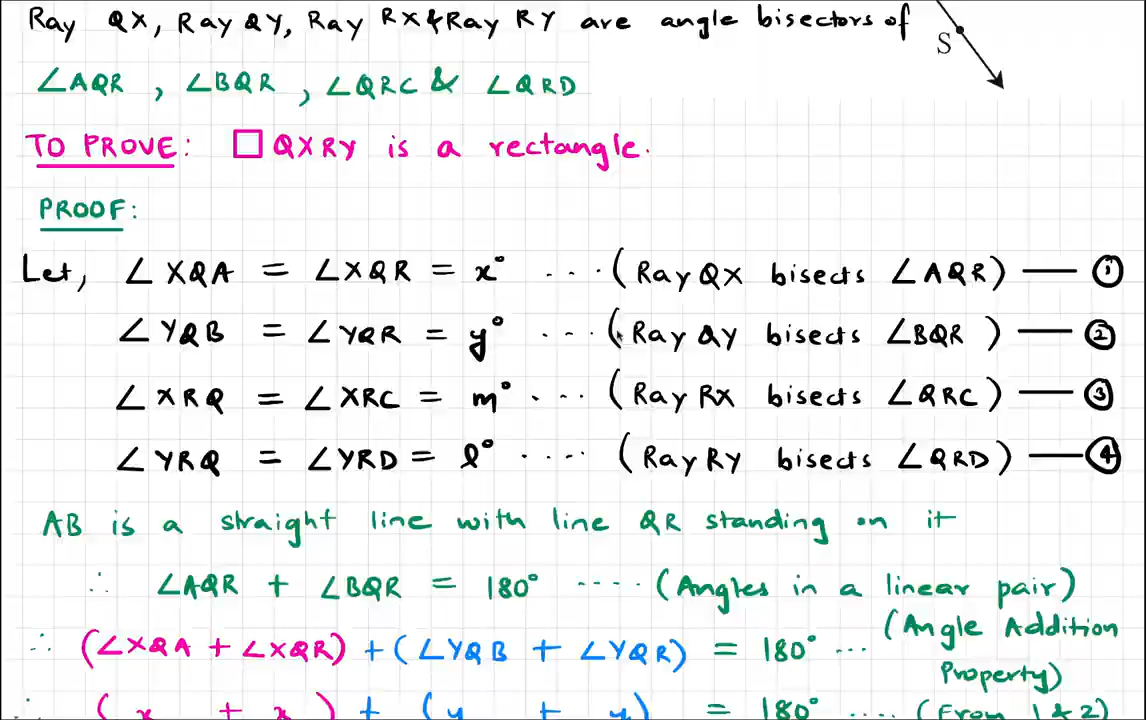 Ray QX, Ray QY, Ray RX & Ray RY are angle bisectors of
S
∠AQR , ∠BQR , ∠QRC & ∠QRD
TO PROVE: □ QXRY is a rectangle.
PROOF:
Let, ∠XQA = ∠XQR = x° ... (Ray QX bisects ∠AQR) — ①
∠YQB = ∠YQR = y° ... (Ray QY bisects ∠BQR ) — ②
∠XRQ = ∠XRC = m° . ... (Ray RX bisects ∠QRC) — ③
∠YRQ = ∠YRD = l° ..... (Ray RY bisects ∠QRD) — ④
AB is a straight line with line QR standing on it
∴ ∠AQR + ∠BQR = 180° ..... (Angles in a linear pair)
∴ (∠XQA + ∠XQR) + (∠YQB + ∠YQR) = 180° ... (Angle Addition
Property)
∴ (x + x) + (y + y) = 180° .... (From 1 & 2)